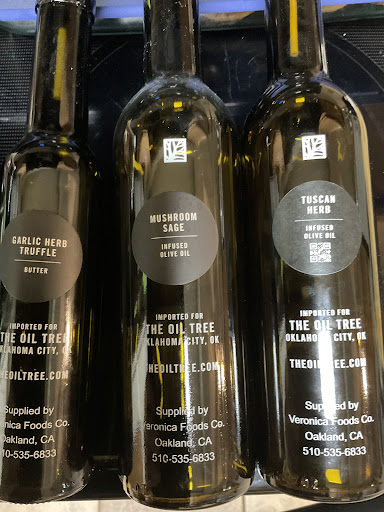 GARLIC HERB
TRUFFLE
BUTTER
IMPORTED FOR
THE OIL TREE
OKLAHOMA CITY, OK
THEOILTREE.COM
Supplied by
Veronica Foods Co.
Oakland, CA
510-535-6833
MUSHROOM
SAGE
INFUSED
OLIVE OIL
IMPORTED FOR
THE OIL TREE
OKLAHOMA CITY, OK
THEOILTREE.COM
Supplied by
Veronica Foods Co.
Oakland, CA
510-535-6833
TUSCAN
HERB
INFUSED
OLIVE OIL
IMPORTED FOR
THE OIL TREE
OKLAHOMA CITY, OK
THEOILTREE.COM
Supplied by
Veronica Foods Co.
Oakland, CA
510-535-6833